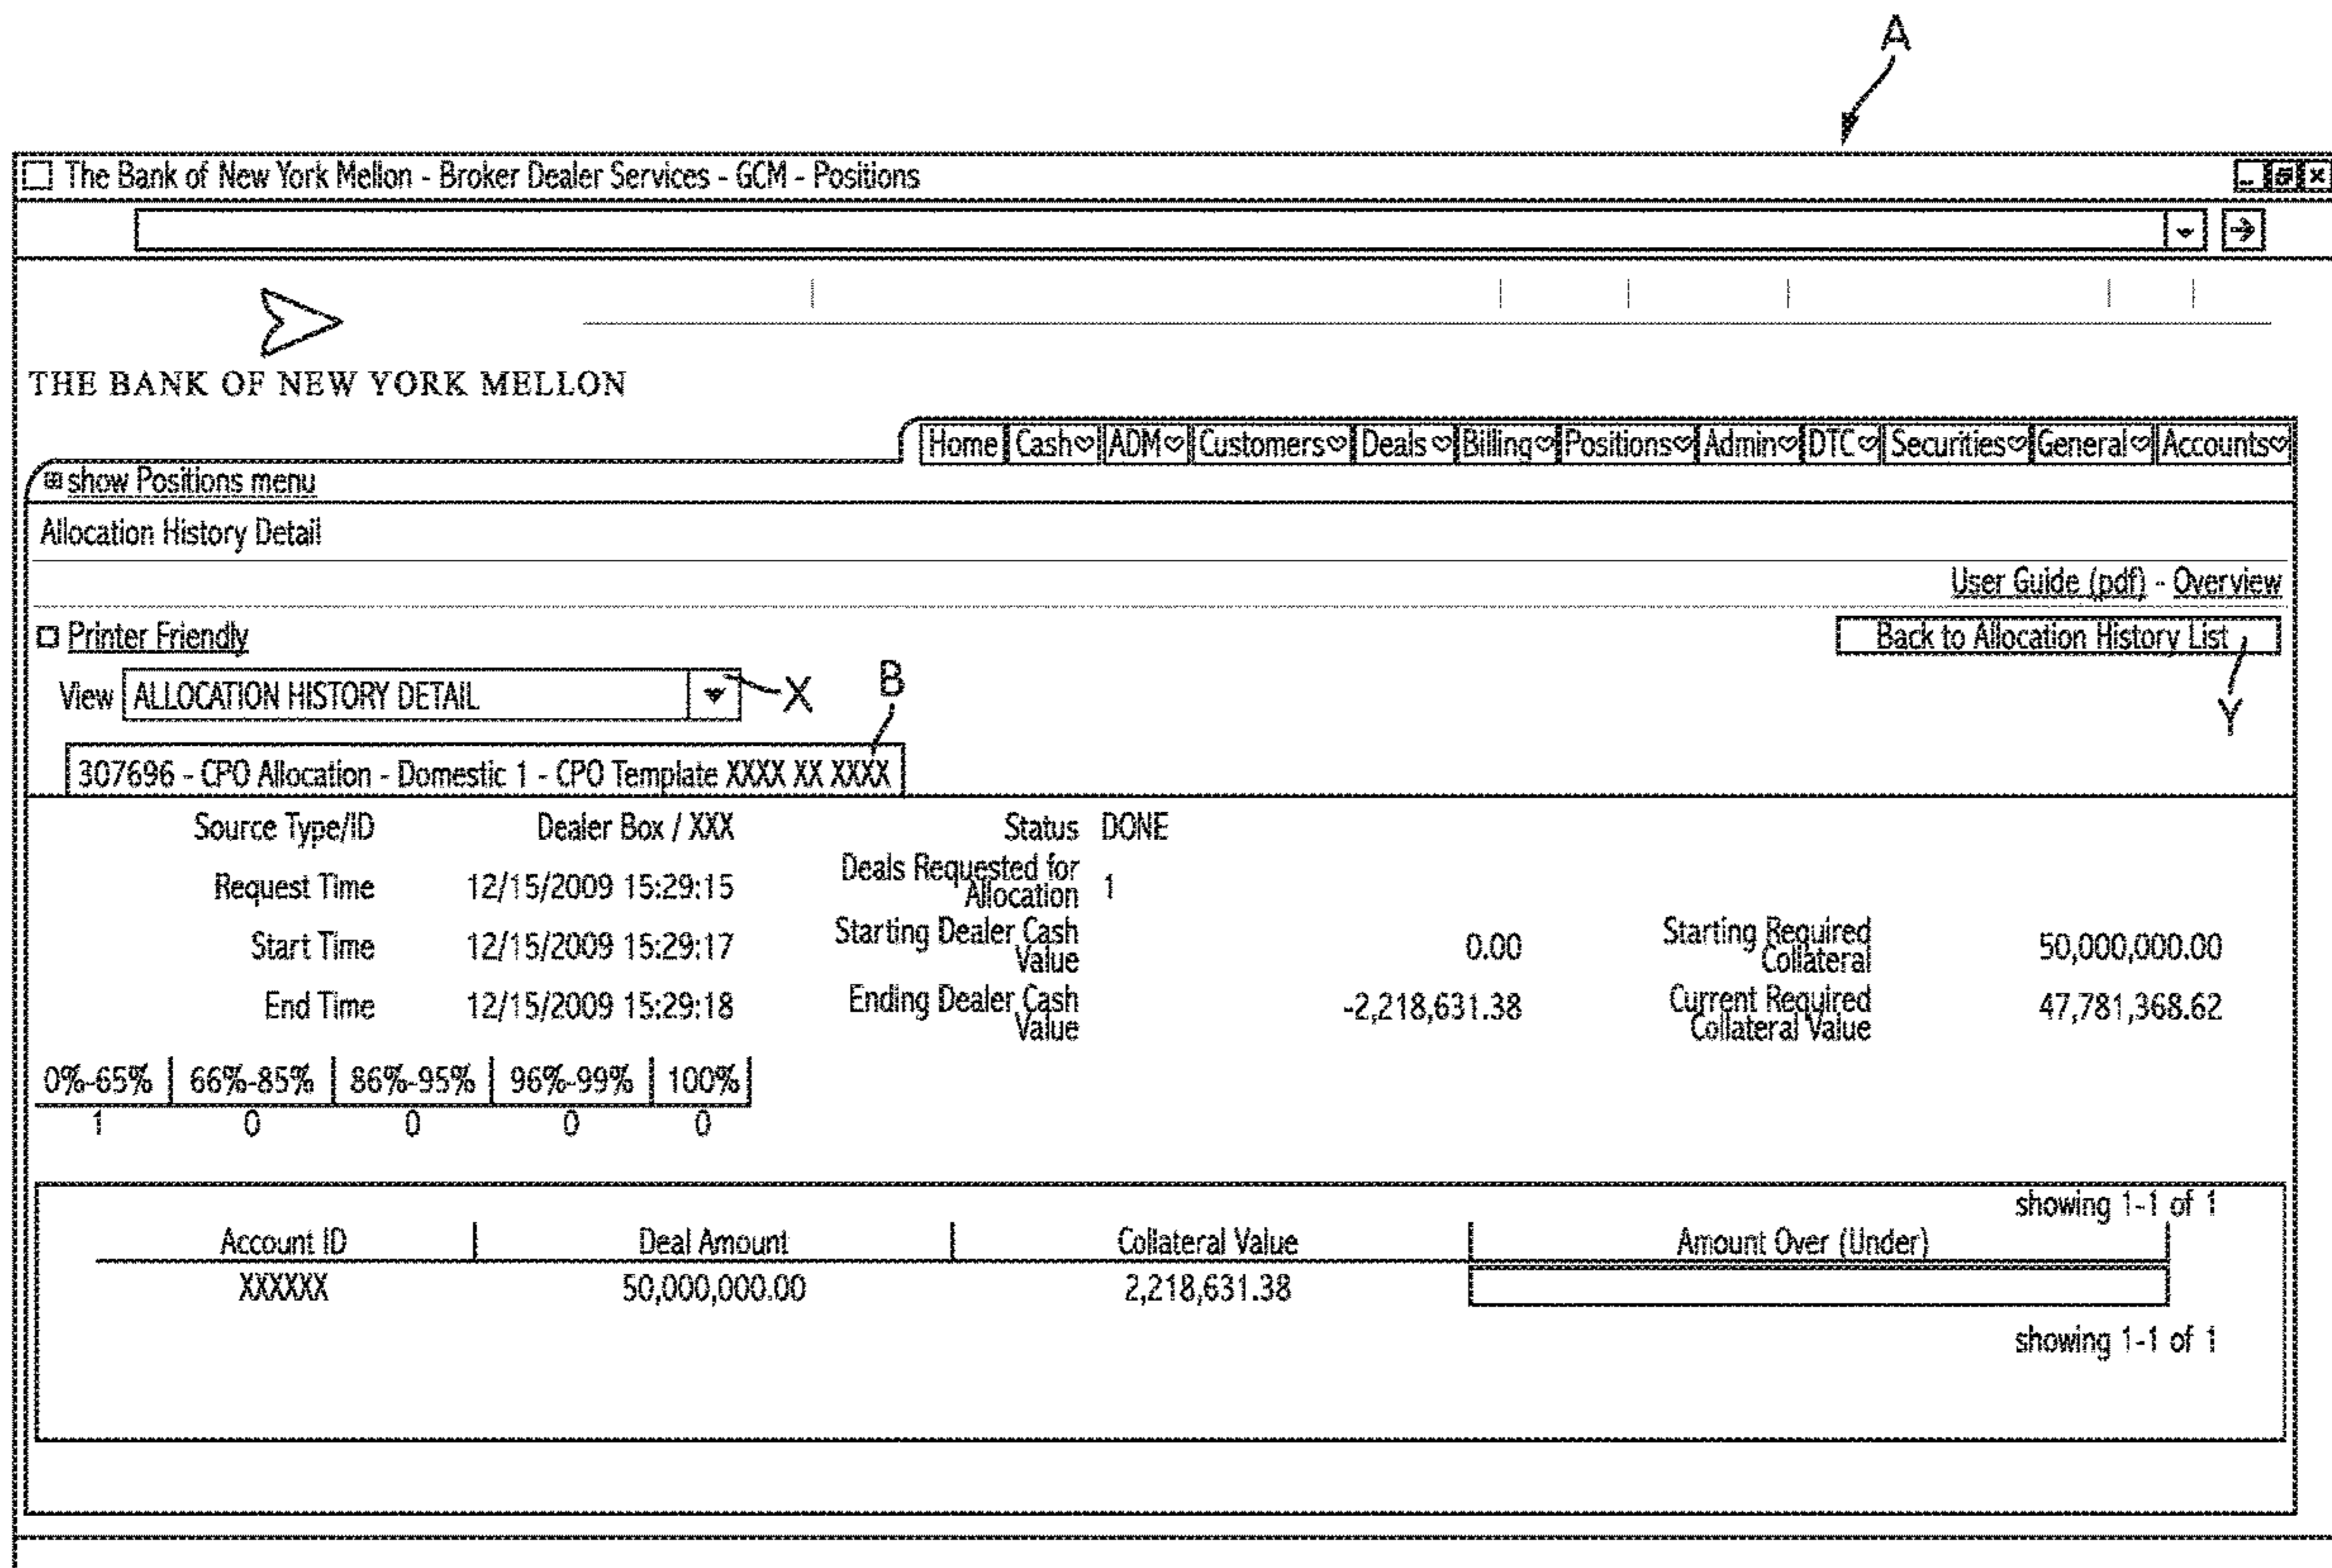 A
The Bank of New York Mellon - Broker Dealer Services - GCM - Positions
THE BANK OF NEW YORK MELLON
Home Cash ADM Customers Deals Billing Positions Admin DTC Securities General Accounts
show Positions menu
Allocation History Detail
User Guide (pdf) - Overview
Printer Friendly Back to Allocation History List
View ALLOCATION HISTORY DETAIL X B Y
307696 - CPO Allocation - Domestic 1 - CPO Template XXXX XX XXXX
Source Type/ID Dealer Box / XXX Status DONE
Request Time 12/15/2009 15:29:15 Deals Requested for Allocation 1
Start Time 12/15/2009 15:29:17 Starting Dealer Cash Value 0.00 Starting Required Collateral 50,000,000.00
End Time 12/15/2009 15:29:18 Ending Dealer Cash Value -2,218,631.38 Current Required Collateral Value 47,781,368.62
0%-65% 66%-85% 86%-95% 96%-99% 100%
1 0 0 0 0
showing 1-1 of 1
Account ID Deal Amount Collateral Value Amount Over (Under)
XXXXXX 50,000,000.00 2,218,631.38
showing 1-1 of 1